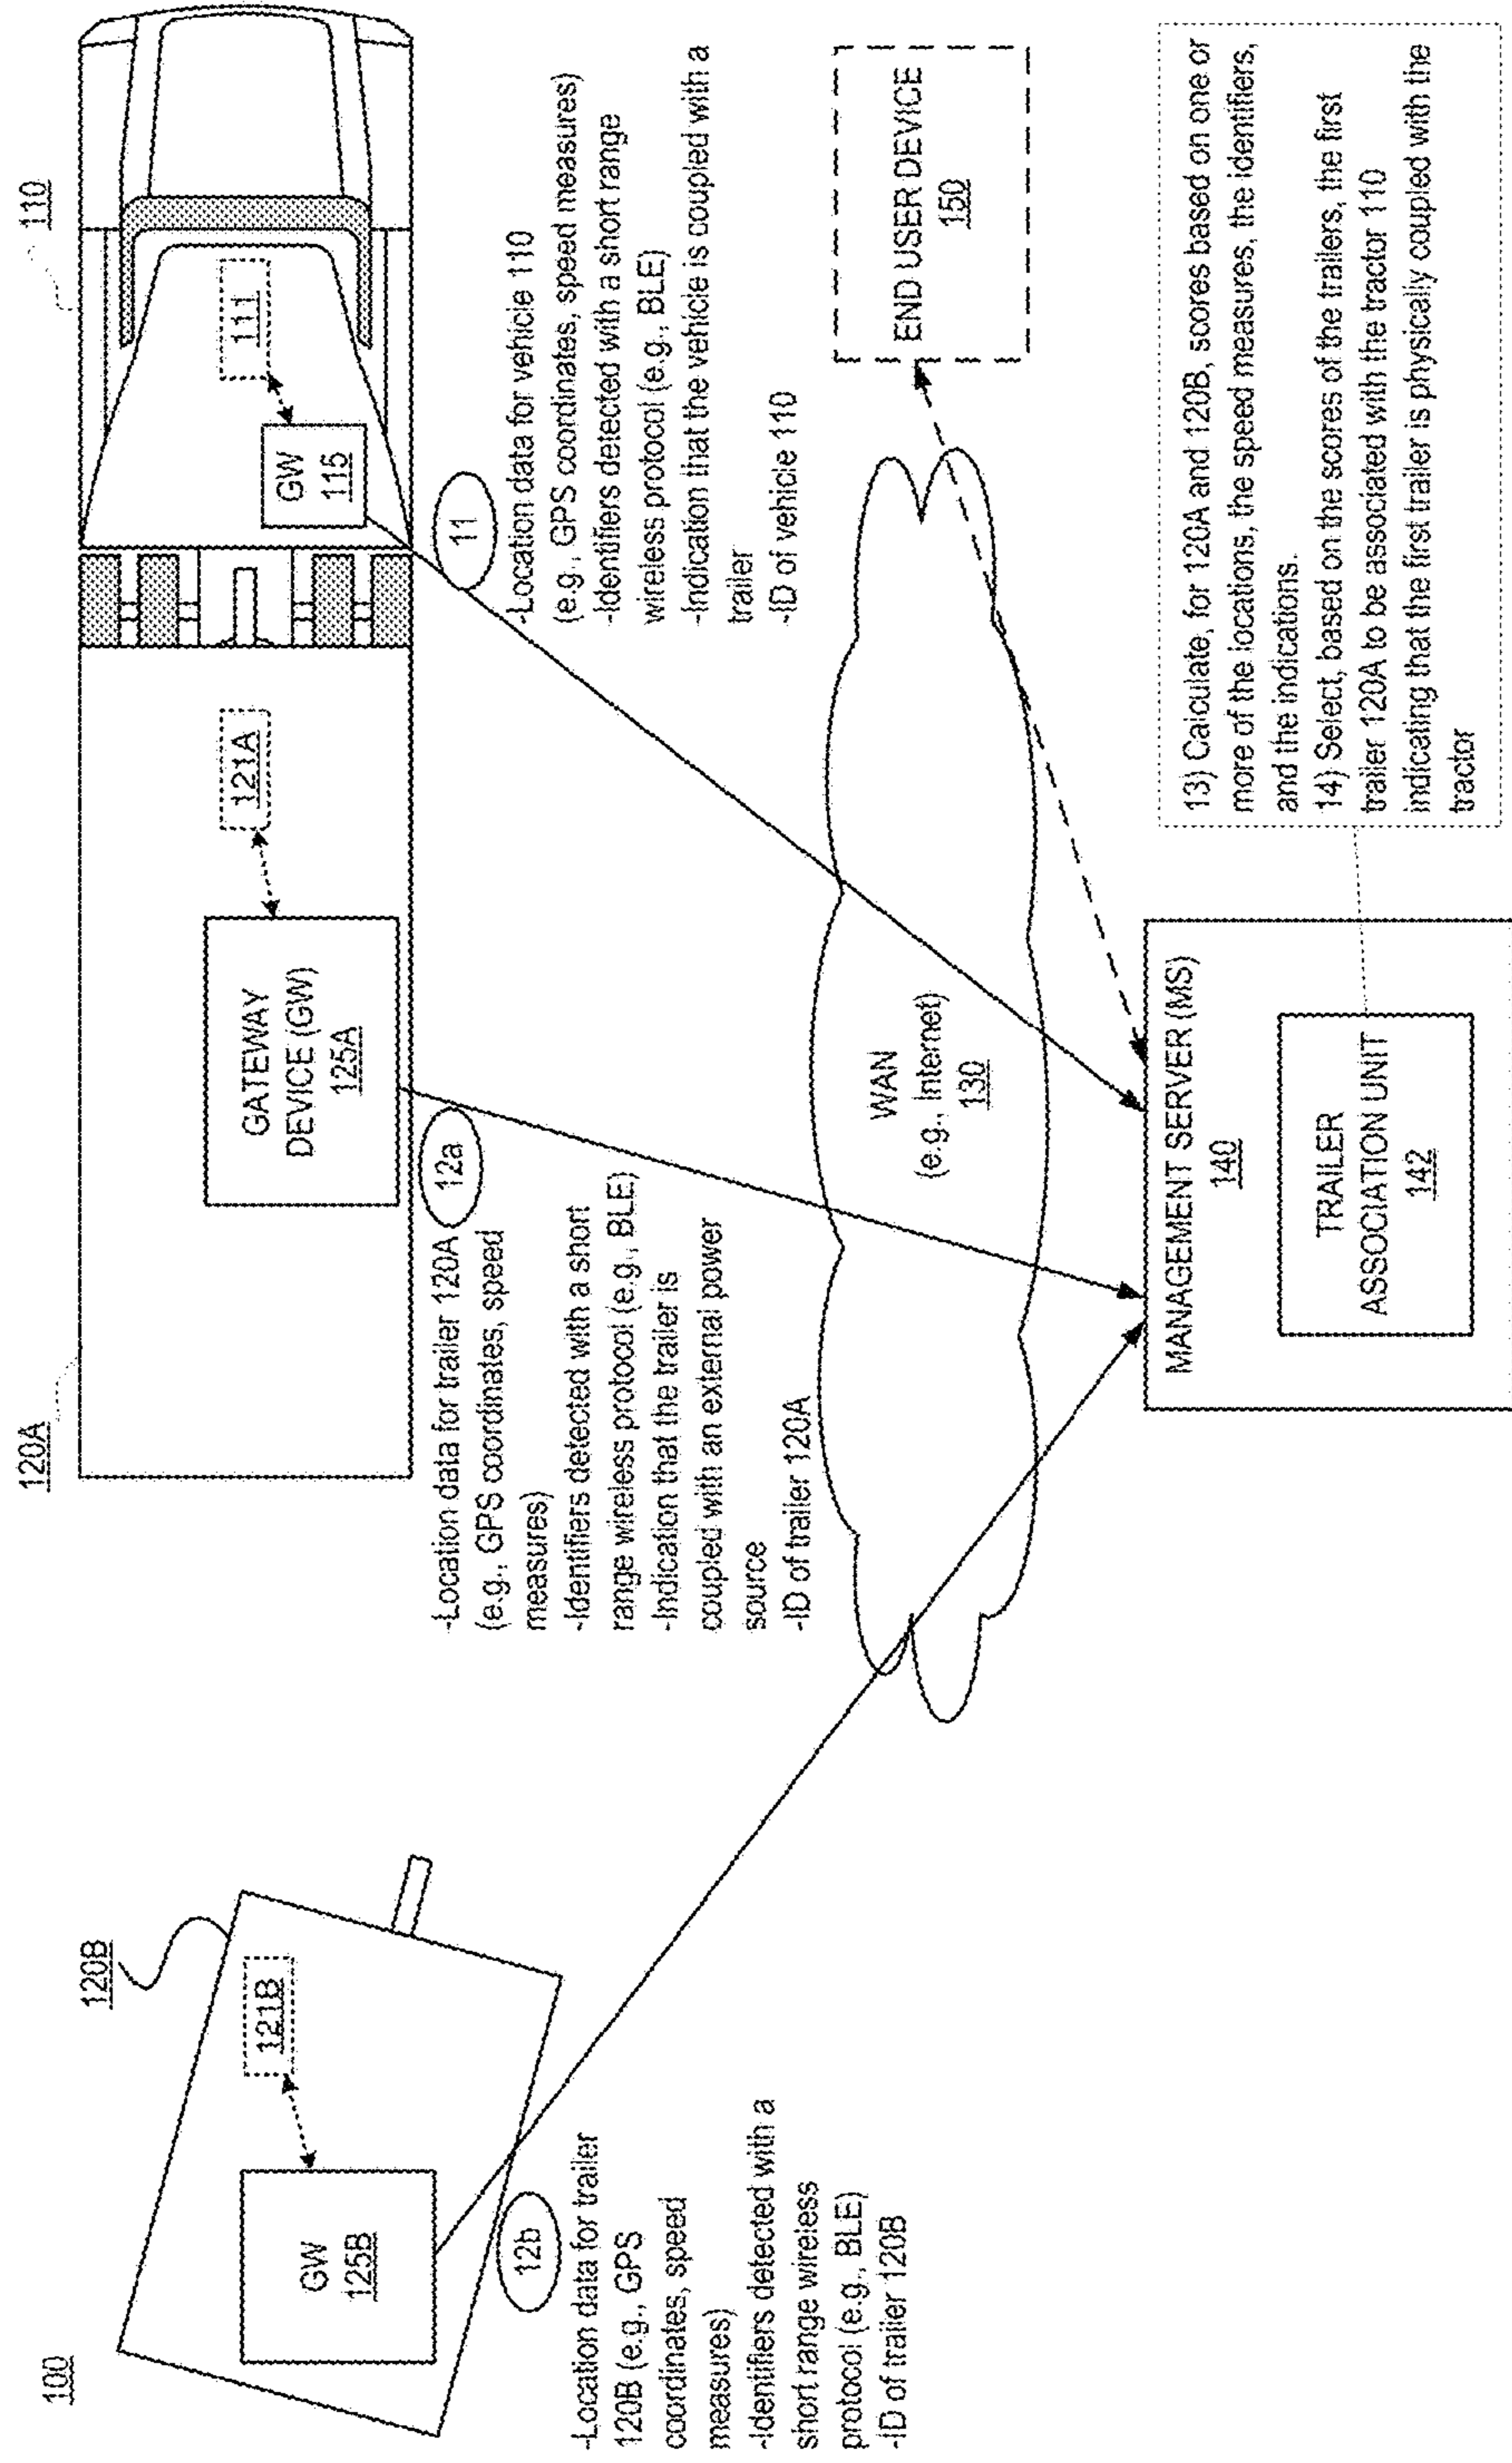 100
120B
121B
GW
125B
12b
-Location data for trailer
120B (e.g., GPS
coordinates, speed
measures)
-Identifiers detected with a
short range wireless
protocol (e.g., BLE)
-ID of trailer 120B
120A
121A
GATEWAY
DEVICE (GW)
125A
12a
-Location data for trailer 120A
(e.g., GPS coordinates, speed
measures)
-Identifiers detected with a short
range wireless protocol (e.g., BLE)
-Indication that the trailer is
coupled with an external power
source
-ID of trailer 120A
110
111
GW
115
11
-Location data for vehicle 110
(e.g., GPS coordinates, speed measures)
-Identifiers detected with a short range
wireless protocol (e.g., BLE)
-Indication that the vehicle is coupled with a
trailer
-ID of vehicle 110
WAN
(e.g., Internet)
130
END USER DEVICE
150
MANAGEMENT SERVER (MS)
140
TRAILER
ASSOCIATION UNIT
142
13) Calculate, for 120A and 120B, scores based on one or
more of the locations, the speed measures, the identifiers,
and the indications.
14) Select, based on the scores of the trailers, the first
trailer 120A to be associated with the tractor 110
indicating that the first trailer is physically coupled with the
tractor